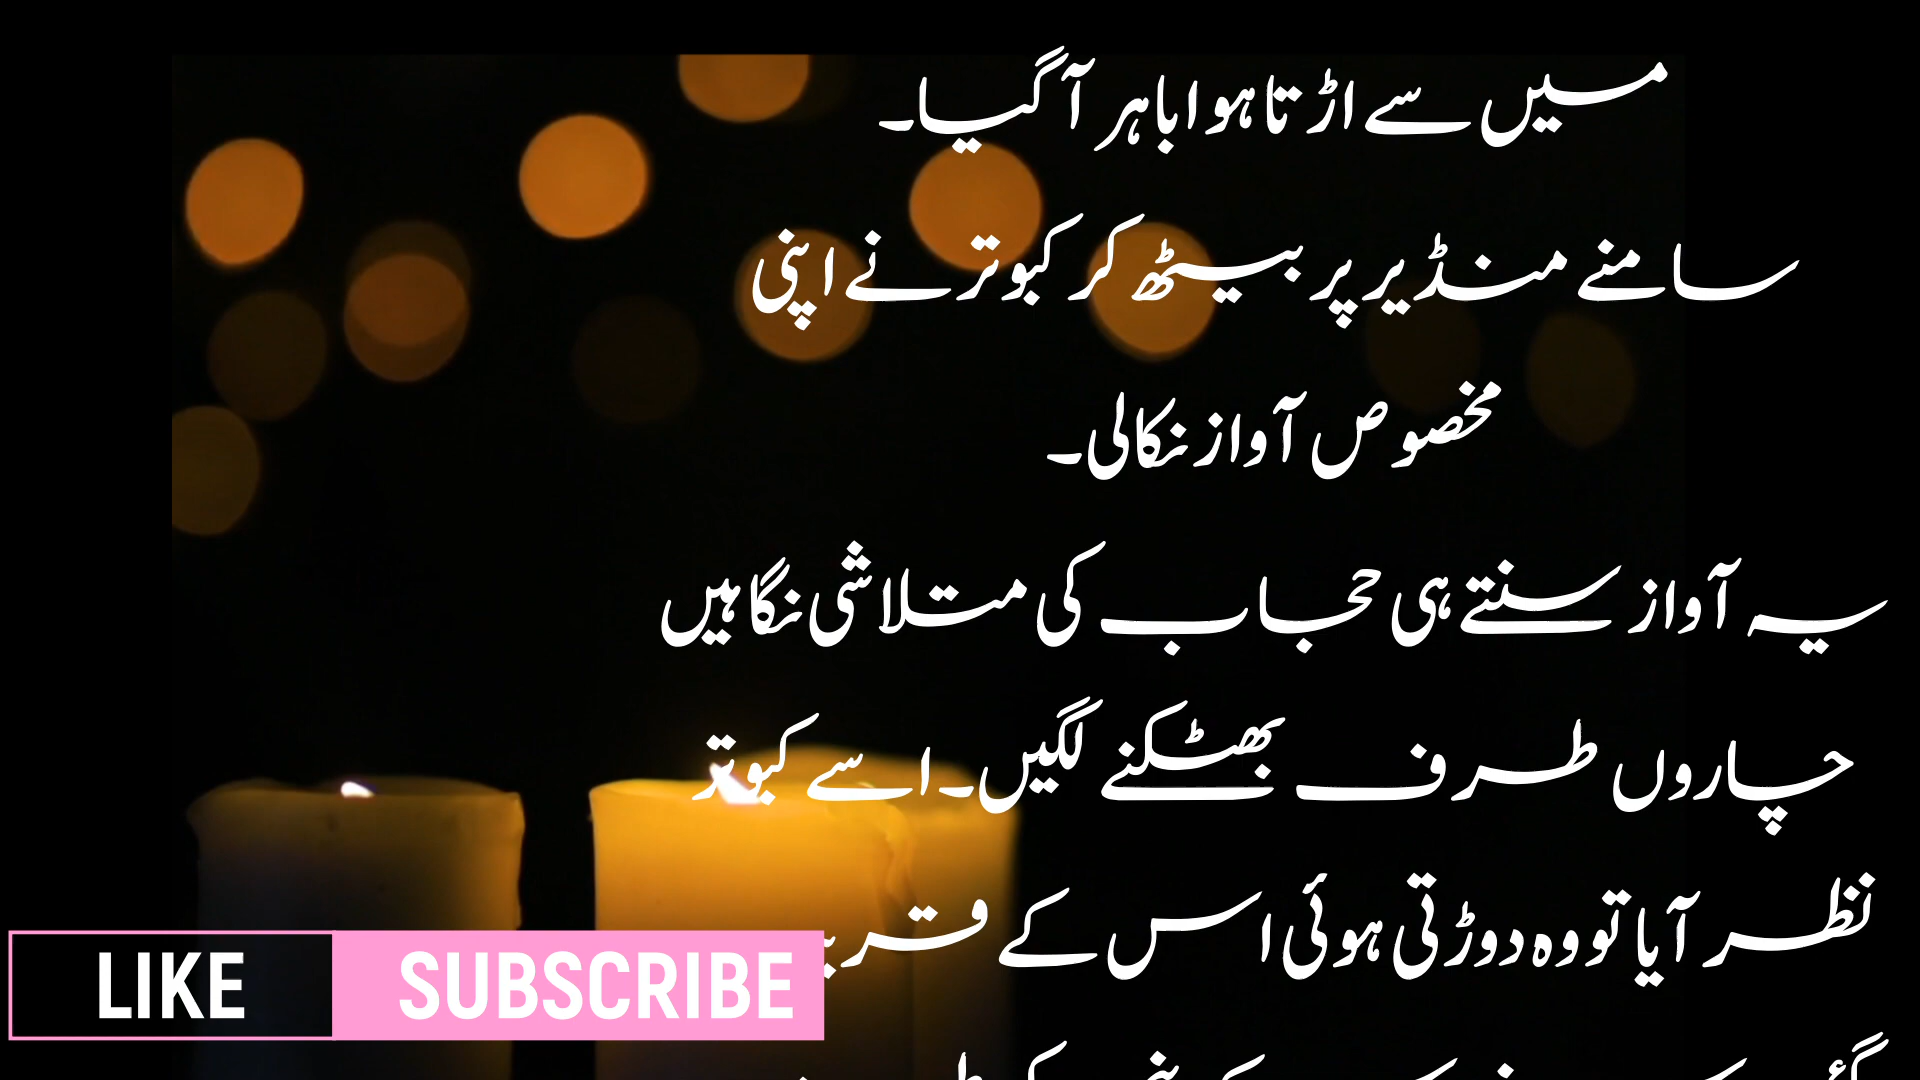 میں سے اڑتا ہوا باہر آ گیا۔
سامنے منڈیر پر بیٹھ کر کبوتر نے اپنی
مخصوص آواز نکالی۔
یہ آواز سنتے ہی حجاب کی متلاشی نگاہیں
چاروں طرف بھٹکنے لگیں۔ اسے کبوتر
نظر آیا تو وہ دوڑتی ہوئی اس کے
LIKE
SUBSCRIBE